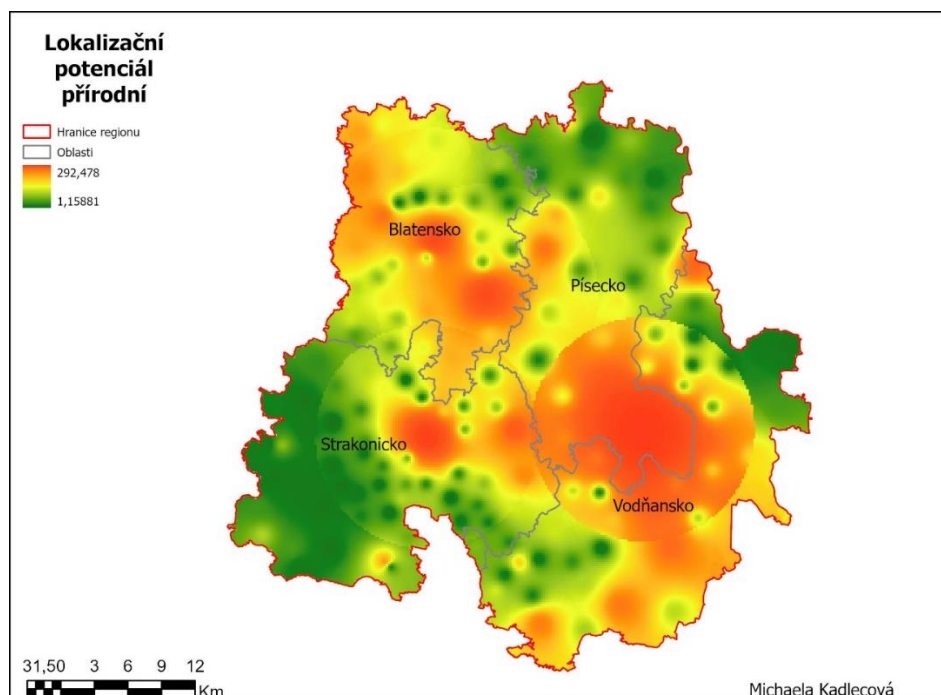 Lokalizační
potenciál
přírodní
Hranice regionu
Oblasti
292,478
1,15881
Blatensko
Písecko
Strakonicko
Vodňansko
31,50 3 6 9 12
Km
Michaela Kadlecová